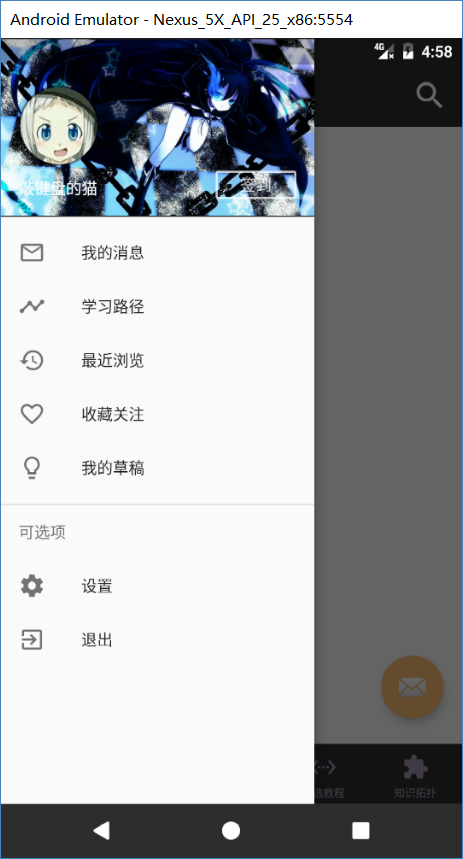 Android Emulator - Nexus_5X_API_25_x86:5554
4G
4:58
敲键盘的猫
签到
我的消息
学习路径
最近浏览
收藏关注
我的草稿
可选项
设置
退出
选教程
知识拓扑